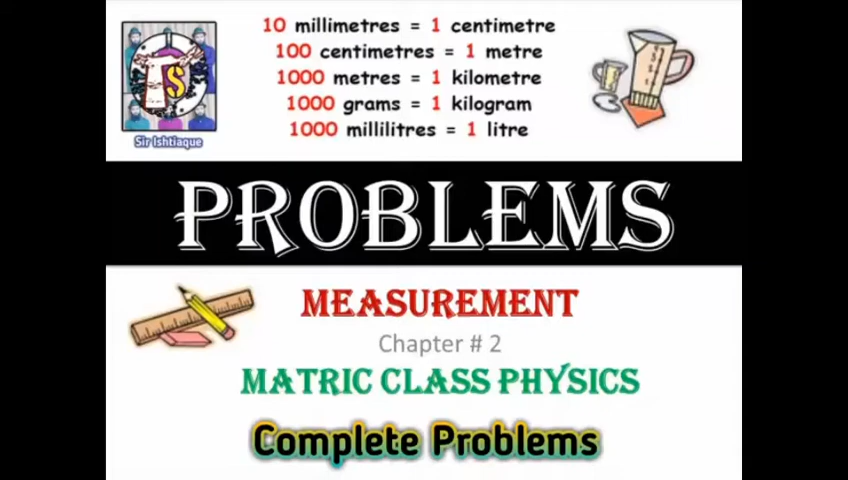 10 millimetres = 1 centimetre
100 centimetres = 1 metre
1000 metres = 1 kilometre
1000 grams = 1 kilogram
1000 millilitres = 1 litre
TS
Sir Ishtiaque
PROBLEMS
MEASUREMENT
Chapter # 2
MATRIC CLASS PHYSICS
Complete Problems